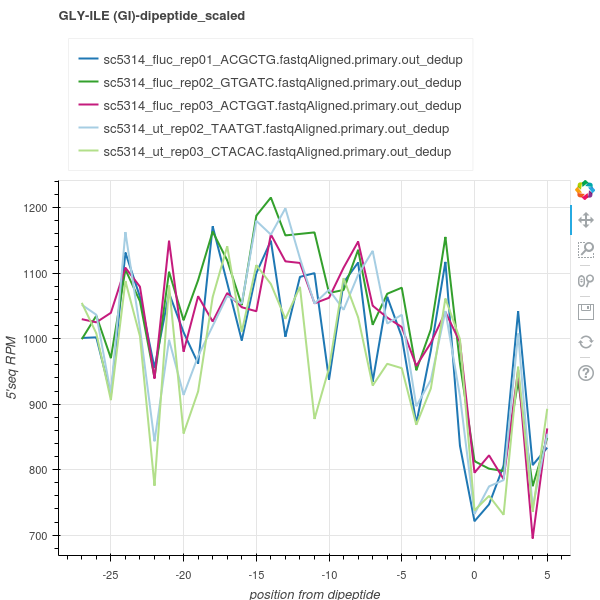 GLY-ILE (GI)-dipeptide_scaled
sc5314_fluc_rep01_ACGCTG.fastqAligned.primary.out_dedup
sc5314_fluc_rep02_GTGATC.fastqAligned.primary.out_dedup
sc5314_fluc_rep03_ACTGGT.fastqAligned.primary.out_dedup
sc5314_ut_rep02_TAATGT.fastqAligned.primary.out_dedup
sc5314_ut_rep03_CTACAC.fastqAligned.primary.out_dedup
1200
1100
1000
900
800
700
5'seq RPM
-25 -20 -15 -10 -5 0 5
position from dipeptide